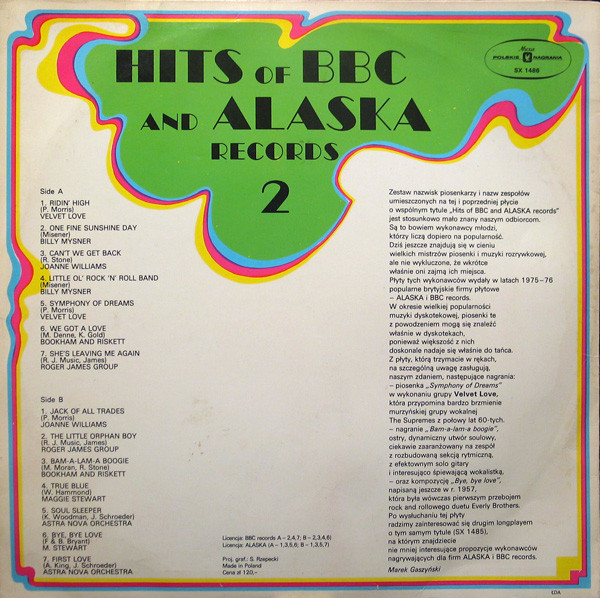 HITS OF BBC
AND ALASKA
RECORDS
2
Muza
POLSKIE NAGRANIA
SX 1486
Side A
1. RIDIN' HIGH
(P. Morris)
VELVET LOVE
2. ONE FINE SUNSHINE DAY
(Misener)
BILLY MYSNER
3. CAN'T WE GET BACK
(R. Stone)
JOANNE WILLIAMS
4. LITTLE OL' ROCK 'N' ROLL BAND
(Misener)
BILLY MYSNER
5. SYMPHONY OF DREAMS
(P. Morris)
VELVET LOVE
6. WE GOT A LOVE
(M. Denne, K. Gold)
BOOKHAM AND RISKETT
7. SHE'S LEAVING ME AGAIN
(R. J. Music, James)
ROGER JAMES GROUP
Side B
1. JACK OF ALL TRADES
(P. Morris)
JOANNE WILLIAMS
2. THE LITTLE ORPHAN BOY
(R. J. Music, James)
ROGER JAMES GROUP
3. BAM-A-LAM-A BOOGIE
(M. Moran, R. Stone)
BOOKHAM AND RISKETT
4. TRUE BLUE
(W. Hammond)
MAGGIE STEWART
5. SOUL SLEEPER
(K. Woodman, J. Schroeder)
ASTRA NOVA ORCHESTRA
6. BYE, BYE LOVE
(F & B. Bryant)
M. STEWART
7. FIRST LOVE
(A. King, J. Schroeder)
ASTRA NOVA ORCHESTRA
Licencja: BBC records A – 2,4,7; B – 2,3,4,6)
Licencja: ALASKA (A – 1,3,5,6; B – 1,3,5,7)
Proj. graf.: S. Rzepecki
Made in Poland
Cena zł 120,–
Zestaw nazwisk piosenkarzy i nazw zespołów
umieszczonych na tej i poprzedniej płycie
o wspólnym tytule „Hits of BBC and ALASKA records”
jest stosunkowo mało znany naszym odbiorcom.
Są to bowiem wykonawcy młodzi,
którzy liczą dopiero na popularność.
Dziś jeszcze znajdują się w cieniu
wielkich mistrzów piosenki i muzyki rozrywkowej,
ale nie wykluczone, że wkrótce
właśnie oni zajmą ich miejsca.
Płyty tych wykonawców wydały w latach 1975–76
popularne brytyjskie firmy płytowe
– ALASKA i BBC records.
W okresie wielkiej popularności
muzyki dyskotekowej, piosenki te
z powodzeniem mogą się znaleźć
właśnie w dyskotekach,
ponieważ większość z nich
doskonale nadaje się właśnie do tańca.
Z płyty, którą trzymacie w rękach,
na szczególną uwagę zasługują,
naszym zdaniem, następujące nagrania:
– piosenka „Symphony of Dreams”
w wykonaniu grupy Velvet Love,
która przypomina bardzo brzmienie
murzyńskiej grupy wokalnej
The Supremes z połowy lat 60-tych.
– nagranie „Bam-a-lam-a boogie”,
ostry, dynamiczny utwór soulowy,
ciekawie zaaranżowany na zespół
z rozbudowaną sekcją rytmiczną,
z efektownym solo gitary
i interesująco śpiewającą wokalistką,
– oraz kompozycję „Bye, bye love”,
napisaną jeszcze w r. 1957,
która była wówczas pierwszym przebojem
rock and rollowego duetu Everly Brothers.
Po wysłuchaniu tej płyty
radzimy zainteresować się drugim longplayem
o tym samym tytule (SX 1485),
na którym znajdziecie
nie mniej interesujące propozycje wykonawców
nagrywających dla firm ALASKA i BBC records.
Marek Gaszyński
ŁDA